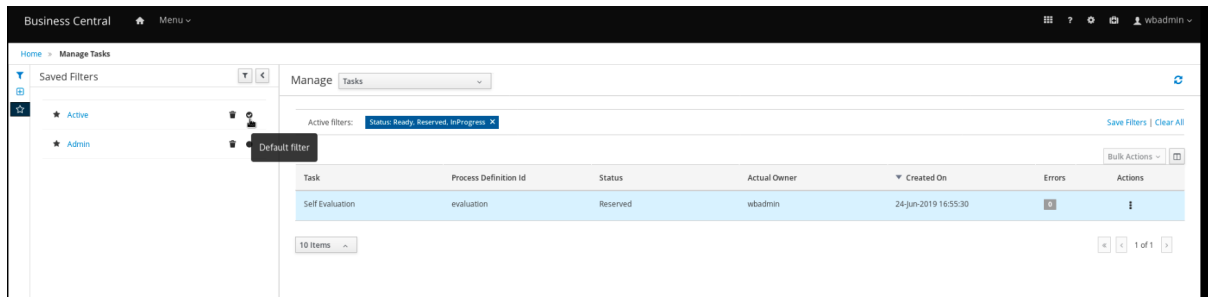 Business Central Menu ? wbadmin
Home > Manage Tasks
Saved Filters
Active
Admin
Default filter
Manage Tasks
Active filters: Status: Ready, Reserved, InProgress X
Save Filters | Clear All
Bulk Actions
Task Process Definition Id Status Actual Owner Created On Errors Actions
Self Evaluation evaluation Reserved wbadmin 24-Jun-2019 16:55:30 0
10 Items « < 1 of 1 >